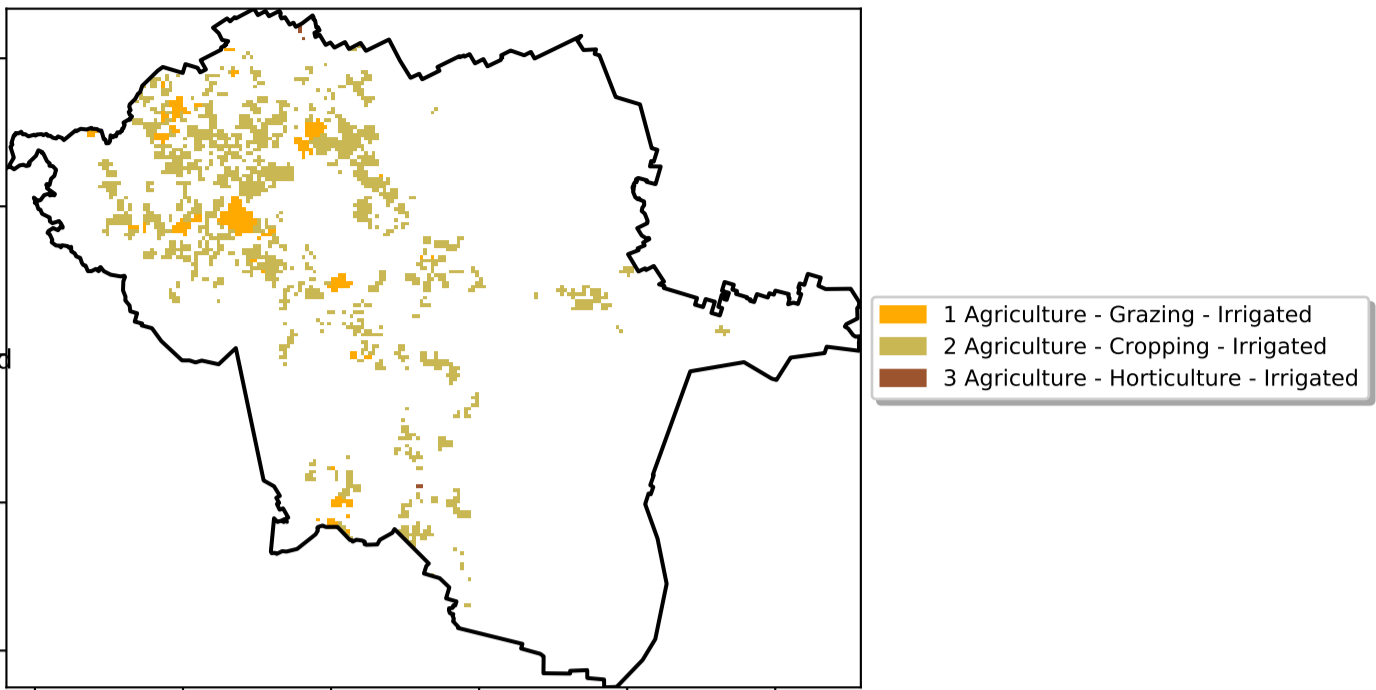 1 Agriculture - Grazing - Irrigated
2 Agriculture - Cropping - Irrigated
3 Agriculture - Horticulture - Irrigated